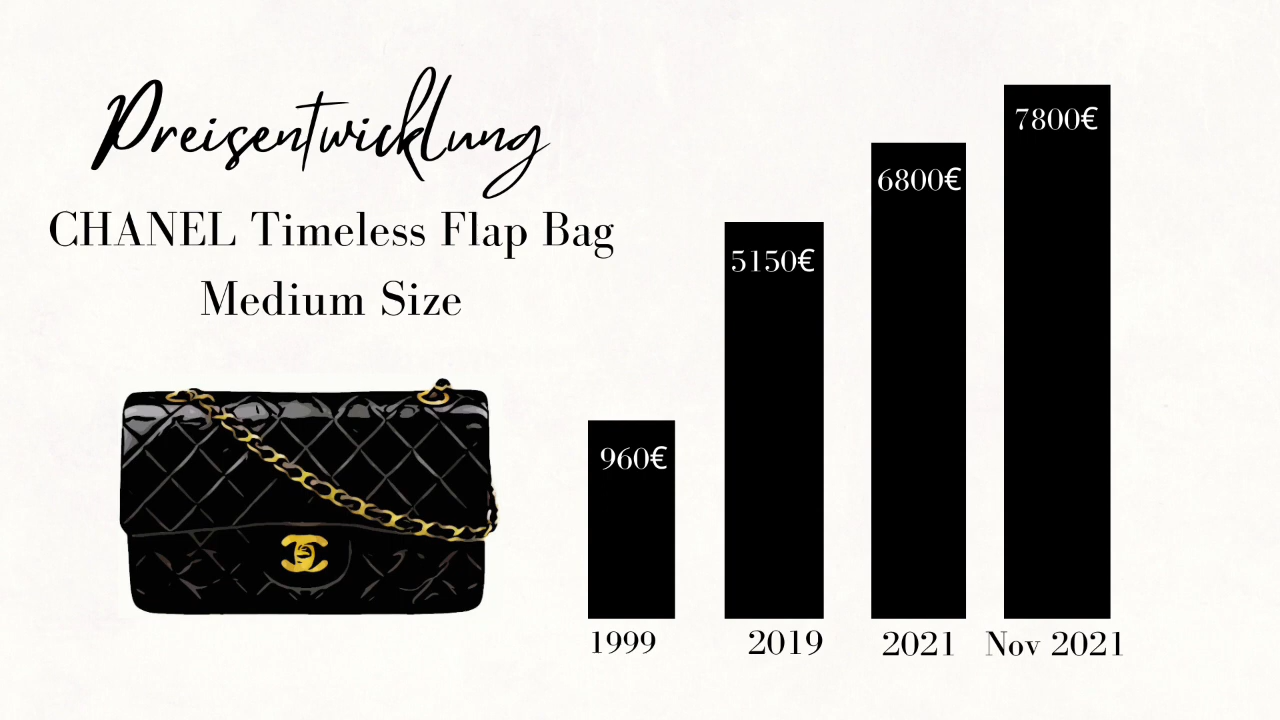 Preisentwicklung
CHANEL Timeless Flap Bag
Medium Size
960€
5150€
6800€
7800€
1999
2019
2021
Nov 2021